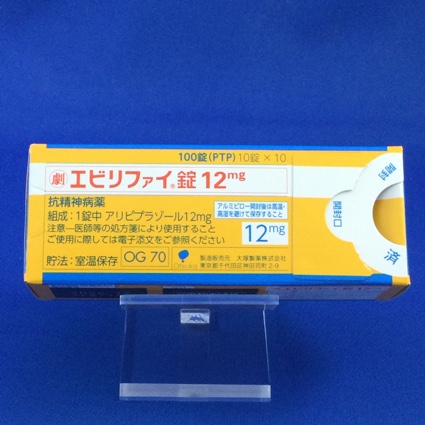 100錠(PTP) 10錠×10
劇 エビリファイ®錠12mg
抗精神病薬
組成:1錠中 アリピプラゾール12mg
注意―医師等の処方箋により使用すること
ご使用に際しては電子添文をご参照ください
アルミピロー開封後は高温・
高湿を避けて保存すること
12mg
貯法:室温保存 OG 70
製造販売元 大塚製薬株式会社
東京都千代田区神田司町2-9
開封
開封口
済